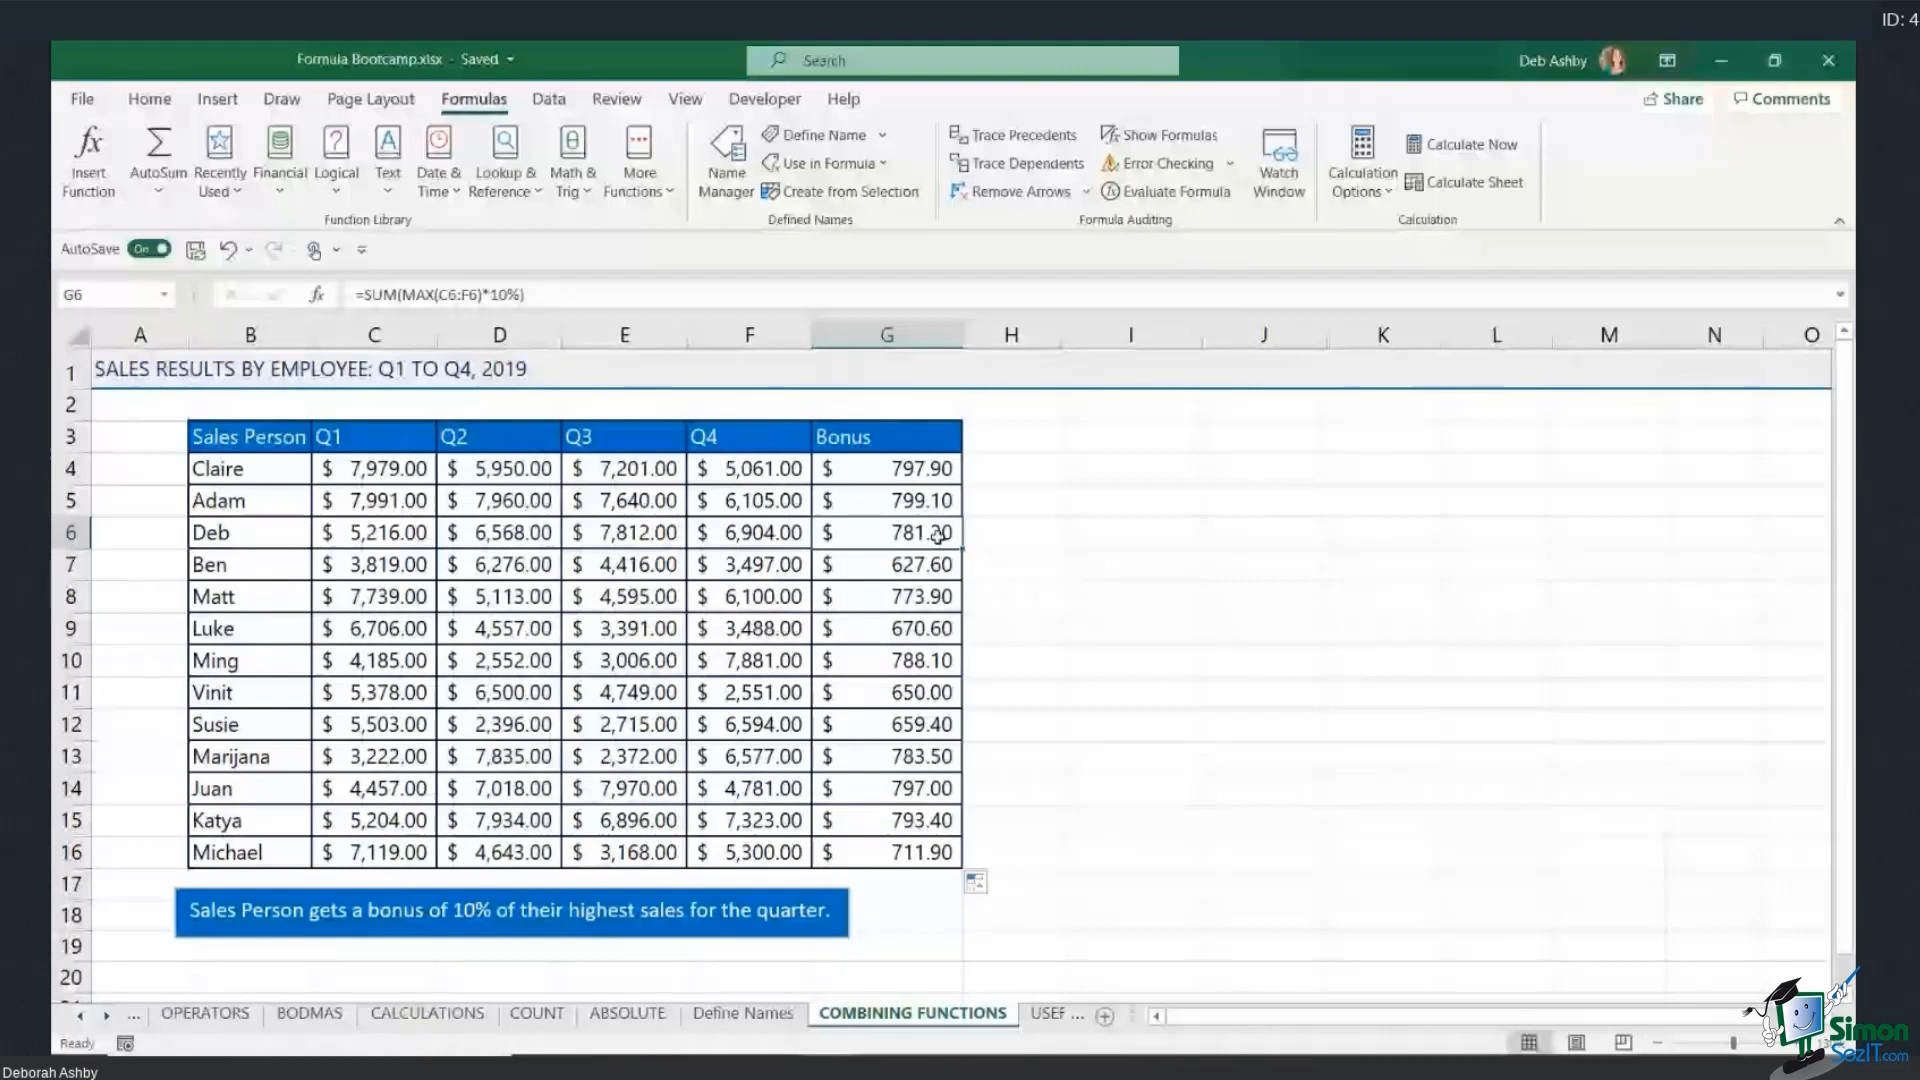 ID: 4
Formula Bootcamp.xlsx - Saved
Search
Deb Ashby
File Home Insert Draw Page Layout Formulas Data Review View Developer Help Share Comments
Insert Function
AutoSum
Recently Used
Financial
Logical
Text
Date & Time
Lookup & Reference
Math & Trig
More Functions
Function Library
Name Manager
Define Name
Use in Formula
Create from Selection
Defined Names
Trace Precedents
Trace Dependents
Remove Arrows
Show Formulas
Error Checking
Evaluate Formula
Formula Auditing
Watch Window
Calculation Options
Calculate Now
Calculate Sheet
Calculation
AutoSave On
G6 fx =SUM(MAX(C6:F6)*10%)
A B C D E F G H I J K L M N O
1 SALES RESULTS BY EMPLOYEE: Q1 TO Q4, 2019
2
3 Sales Person Q1 Q2 Q3 Q4 Bonus
4 Claire $ 7,979.00 $ 5,950.00 $ 7,201.00 $ 5,061.00 $ 797.90
5 Adam $ 7,991.00 $ 7,960.00 $ 7,640.00 $ 6,105.00 $ 799.10
6 Deb $ 5,216.00 $ 6,568.00 $ 7,812.00 $ 6,904.00 $ 781.20
7 Ben $ 3,819.00 $ 6,276.00 $ 4,416.00 $ 3,497.00 $ 627.60
8 Matt $ 7,739.00 $ 5,113.00 $ 4,595.00 $ 6,100.00 $ 773.90
9 Luke $ 6,706.00 $ 4,557.00 $ 3,391.00 $ 3,488.00 $ 670.60
10 Ming $ 4,185.00 $ 2,552.00 $ 3,006.00 $ 7,881.00 $ 788.10
11 Vinit $ 5,378.00 $ 6,500.00 $ 4,749.00 $ 2,551.00 $ 650.00
12 Susie $ 5,503.00 $ 2,396.00 $ 2,715.00 $ 6,594.00 $ 659.40
13 Marijana $ 3,222.00 $ 7,835.00 $ 2,372.00 $ 6,577.00 $ 783.50
14 Juan $ 4,457.00 $ 7,018.00 $ 7,970.00 $ 4,781.00 $ 797.00
15 Katya $ 5,204.00 $ 7,934.00 $ 6,896.00 $ 7,323.00 $ 793.40
16 Michael $ 7,119.00 $ 4,643.00 $ 3,168.00 $ 5,300.00 $ 711.90
17
18 Sales Person gets a bonus of 10% of their highest sales for the quarter.
19
20
... OPERATORS BODMAS CALCULATIONS COUNT ABSOLUTE Define Names COMBINING FUNCTIONS USEF ...
Ready
Simon
SezIT.com
Deborah Ashby